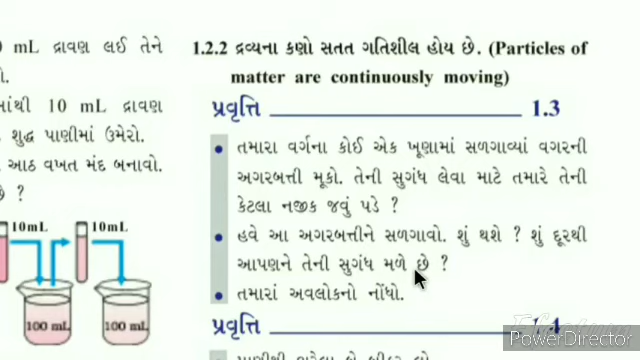 mL દ્રાવણ લઈ તેને
10 mL દ્રાવણ
શુદ્ધ પાણીમાં ઉમેરો.
આઠ વખત મંદ બનાવો.
છે ?
10mL
10mL
100 mL
100 mL
1.2.2 દ્રવ્યના કણો સતત ગતિશીલ હોય છે. (Particles of
matter are continuously moving)
પ્રવૃત્તિ 1.3
• તમારા વર્ગના કોઈ એક ખૂણામાં સળગાવ્યાં વગરની
અગરબત્તી મૂકો. તેની સુગંધ લેવા માટે તમારે તેની
કેટલા નજીક જવું પડે ?
• હવે આ અગરબત્તીને સળગાવો. શું થશે ? શું દૂરથી
આપણને તેની સુગંધ મળે છે ?
• તમારાં અવલોકનો નોંધો.
પ્રવૃત્તિ 1.4
PowerDirector